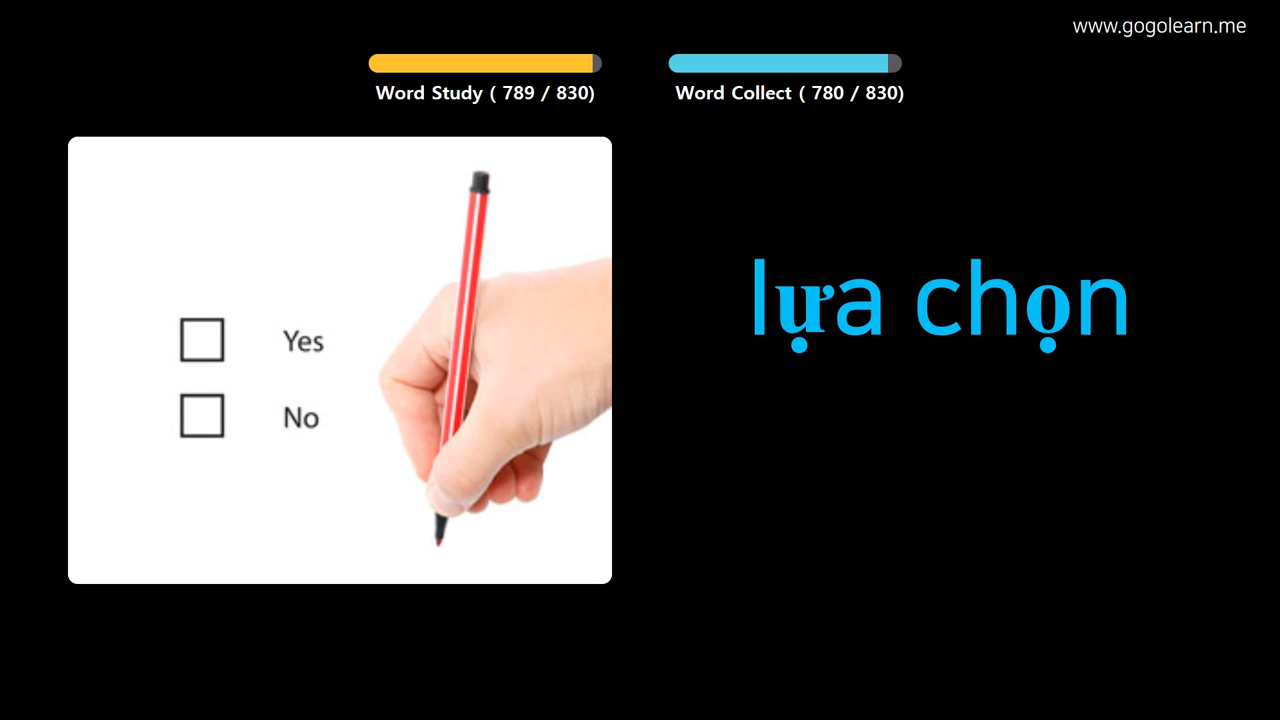 www.gogolearn.me
Word Study ( 789 / 830)
Word Collect ( 780 / 830)
Yes
No
lựa chọn